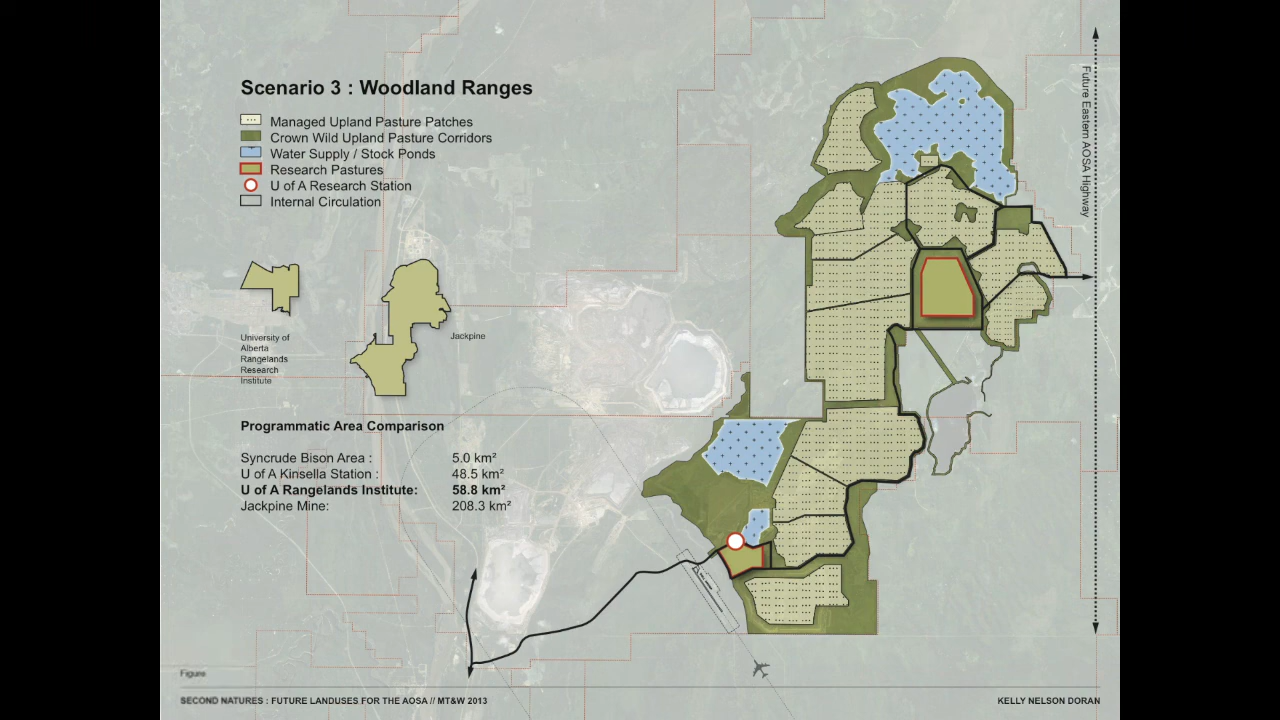 Scenario 3 : Woodland Ranges
Managed Upland Pasture Patches
Crown Wild Upland Pasture Corridors
Water Supply / Stock Ponds
Research Pastures
U of A Research Station
Internal Circulation
Future Eastern AOSA Highway
University of
Alberta
Rangelands
Research
Institute
Jackpine
Programmatic Area Comparison
Syncrude Bison Area : 5.0 km²
U of A Kinsella Station : 48.5 km²
U of A Rangelands Institute: 58.8 km²
Jackpine Mine: 208.3 km²
Figure
SECOND NATURES : FUTURE LANDUSES FOR THE AOSA // MT&W 2013
KELLY NELSON DORAN